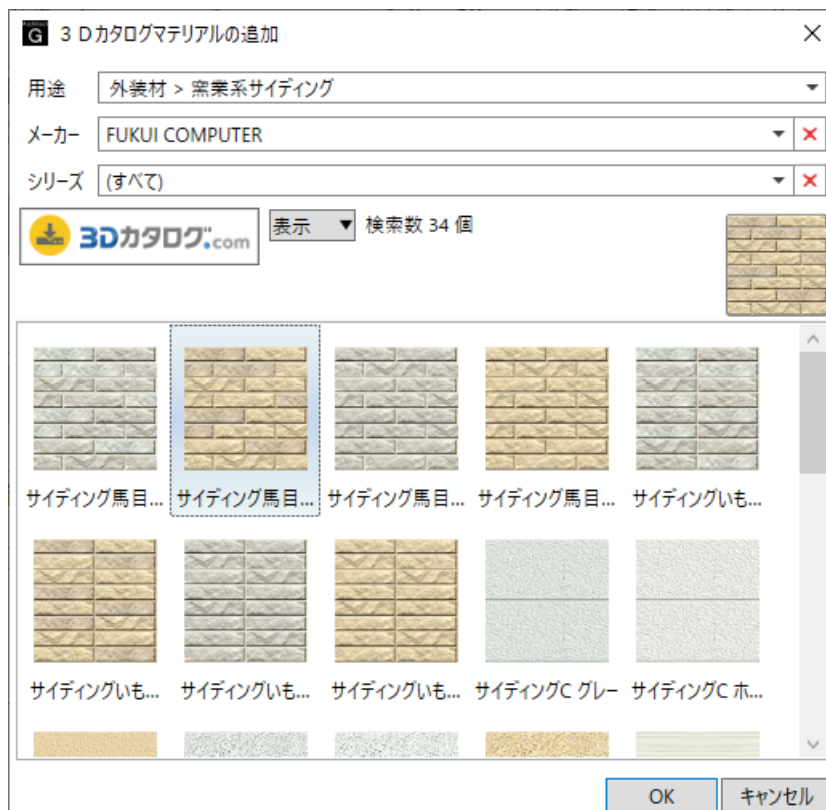 G 3Dカタログマテリアルの追加
用途 外装材 > 窯業系サイディング
メーカー FUKUI COMPUTER
シリーズ (すべて)
3Dカタログ.com 表示 検索数 34 個
サイディング馬目... サイディング馬目... サイディング馬目... サイディング馬目... サイディングいも...
サイディングいも... サイディングいも... サイディングいも... サイディングC グレー サイディングC ホ...
OK キャンセル